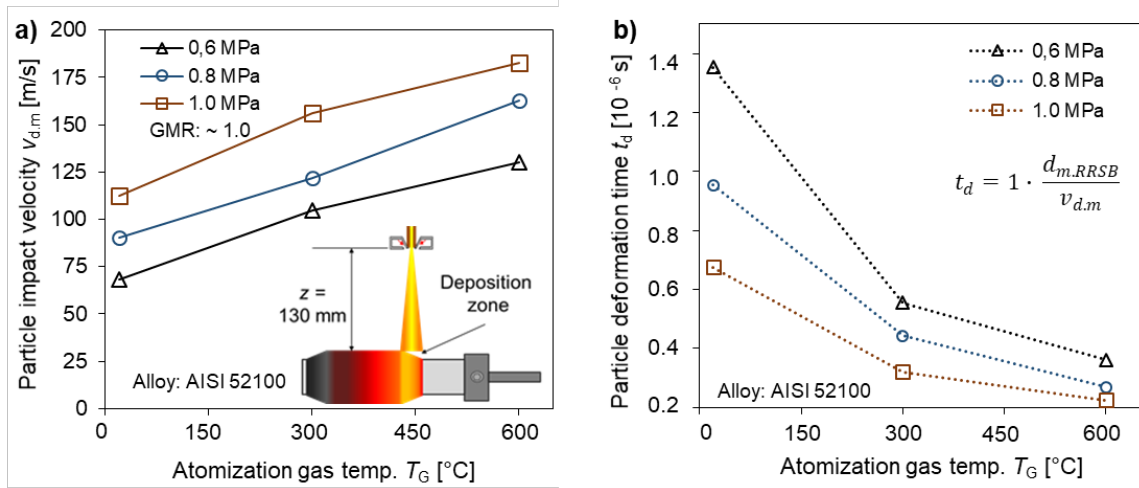 a)
200
175
150
125
100
75
50
25
0
0 150 300 450 600
Particle impact velocity v_d.m [m/s]
0,6 MPa
0.8 MPa
1.0 MPa
GMR: ~ 1.0
z =
130 mm
Deposition
zone
Alloy: AISI 52100
Atomization gas temp. T_G [°C]
b)
1.4
1.2
1.0
0.8
0.6
0.4
0.2
0 150 300 450 600
Particle deformation time t_d [10 ⁻⁶ s]
0,6 MPa
0.8 MPa
1.0 MPa
t_d = 1 · d_m.RRSB / v_d.m
Alloy: AISI 52100
Atomization gas temp. T_G [°C]